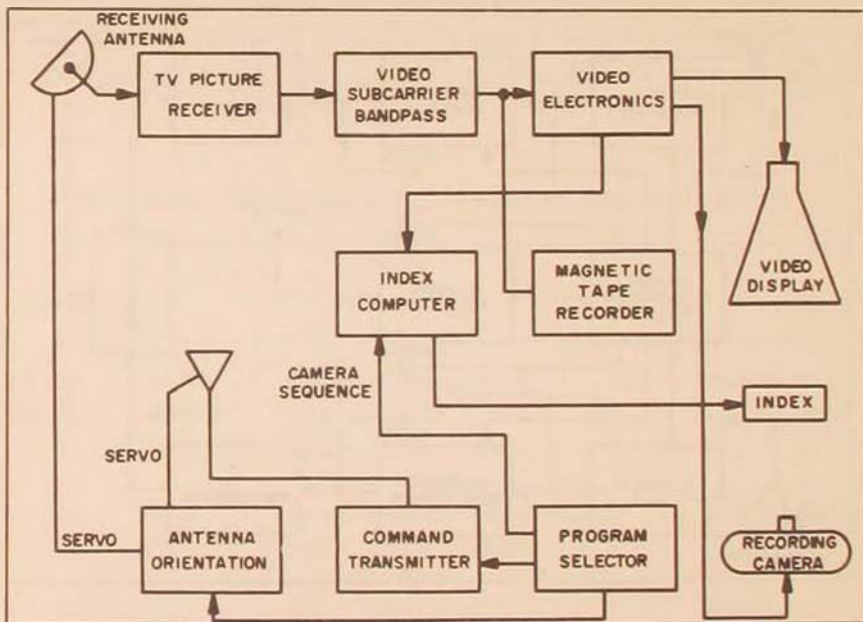 RECEIVING
ANTENNA
TV PICTURE
RECEIVER
VIDEO
SUBCARRIER
BANDPASS
VIDEO
ELECTRONICS
VIDEO
DISPLAY
INDEX
COMPUTER
MAGNETIC
TAPE
RECORDER
CAMERA
SEQUENCE
INDEX
SERVO
SERVO
ANTENNA
ORIENTATION
COMMAND
TRANSMITTER
PROGRAM
SELECTOR
RECORDING
CAMERA